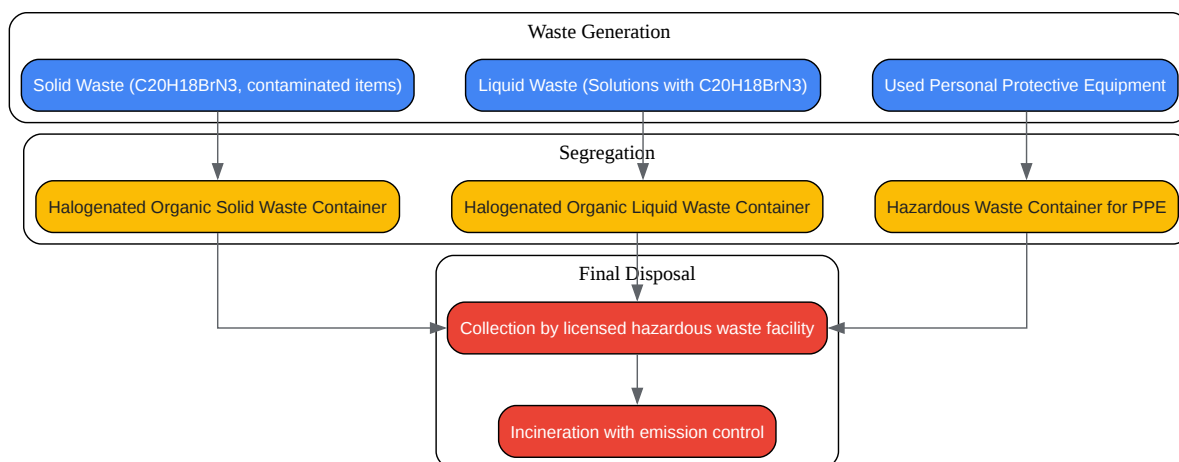 Waste Generation
Solid Waste (C20H18BrN3, contaminated items)
Liquid Waste (Solutions with C20H18BrN3)
Used Personal Protective Equipment
Segregation
Halogenated Organic Solid Waste Container
Halogenated Organic Liquid Waste Container
Hazardous Waste Container for PPE
Final Disposal
Collection by licensed hazardous waste facility
Incineration with emission control